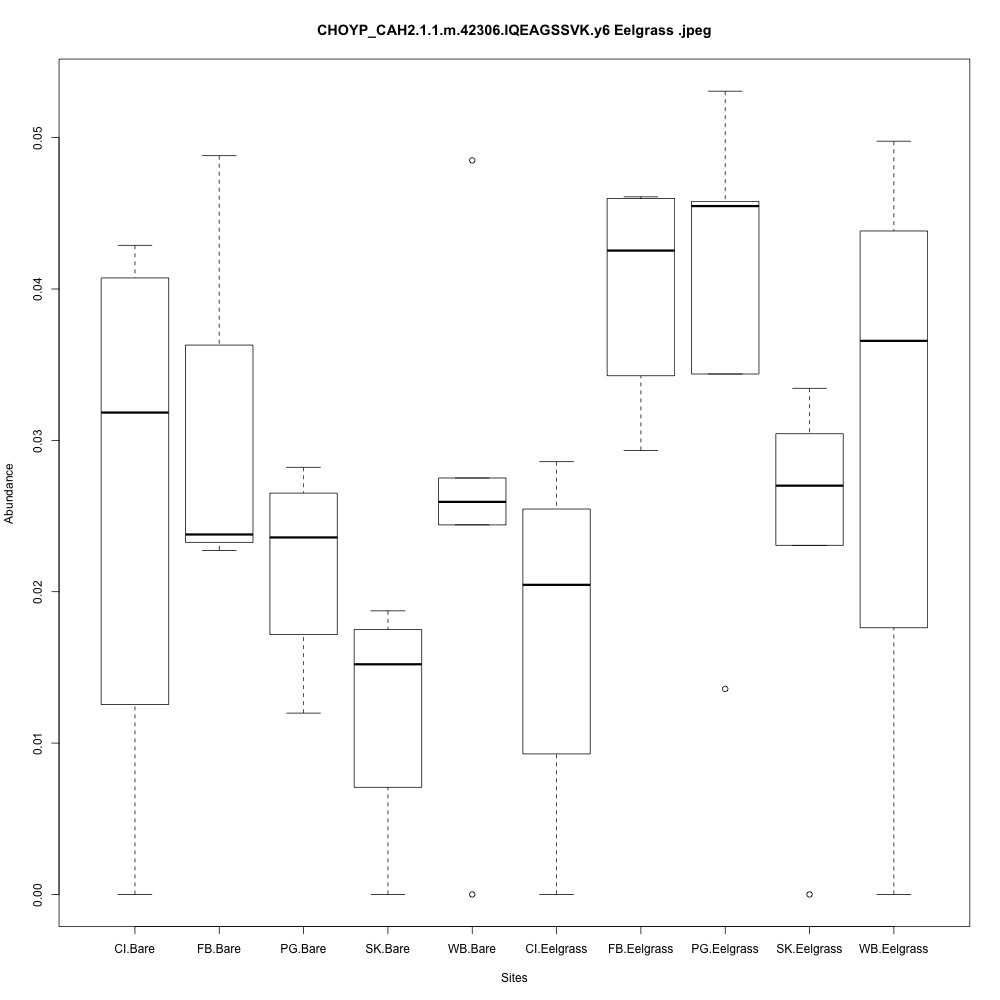 CHOYP_CAH2.1.1.m.42306.IQEAGSSVK.y6 Eelgrass .jpeg
Abundance
0.05
0.04
0.03
0.02
0.01
0.00
CI.Bare FB.Bare PG.Bare SK.Bare WB.Bare CI.Eelgrass FB.Eelgrass PG.Eelgrass SK.Eelgrass WB.Eelgrass
Sites